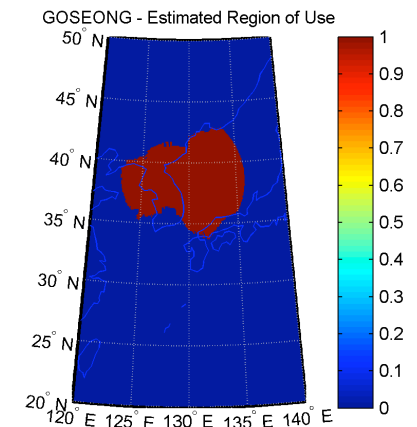 GOSEONG - Estimated Region of Use
50° N
45° N
40° N
35° N
30° N
25° N
20° N
120° E 125° E 130° E 135° E 140° E
1
0.9
0.8
0.7
0.6
0.5
0.4
0.3
0.2
0.1
0